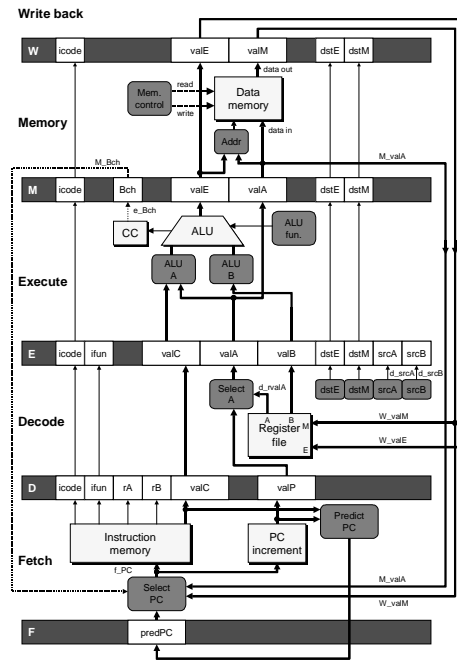 Write back
W icode valE valM dstE dstM
data out
read
Mem. control
Data memory
write
Memory
data in
Addr
M_Bch
M_valA
M icode Bch valE valA dstE dstM
e_Bch
CC
ALU
ALU fun.
ALU A
ALU B
Execute
E icode ifun valC valA valB dstE dstM srcA srcB
d_srcA d_srcB
Select A
d_rvalA
dstE dstM srcA srcB
A B
M
Register file
E
W_valM
W_valE
Decode
D icode ifun rA rB valC valP
Predict PC
Instruction memory
PC increment
Fetch
f_PC
M_valA
Select PC
W_valM
F predPC